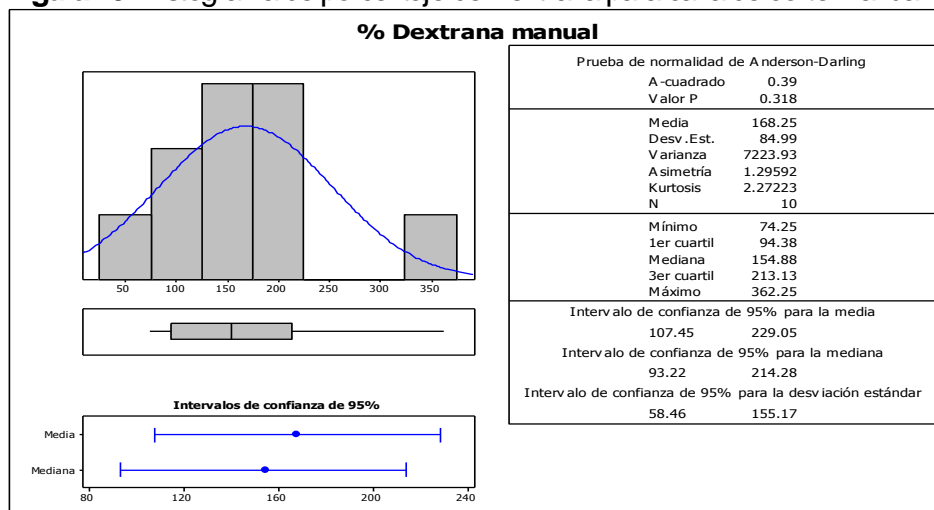 % Dextrana manual
50 100 150 200 250 300 350
Intervalos de confianza de 95%
Media
Mediana
80 120 160 200 240
Prueba de normalidad de Anderson-Darling
A-cuadrado 0.39
Valor P 0.318
Media 168.25
Desv.Est. 84.99
Varianza 7223.93
Asimetría 1.29592
Kurtosis 2.27223
N 10
Mínimo 74.25
1er cuartil 94.38
Mediana 154.88
3er cuartil 213.13
Máximo 362.25
Intervalo de confianza de 95% para la media
107.45 229.05
Intervalo de confianza de 95% para la mediana
93.22 214.28
Intervalo de confianza de 95% para la desviación estándar
58.46 155.17